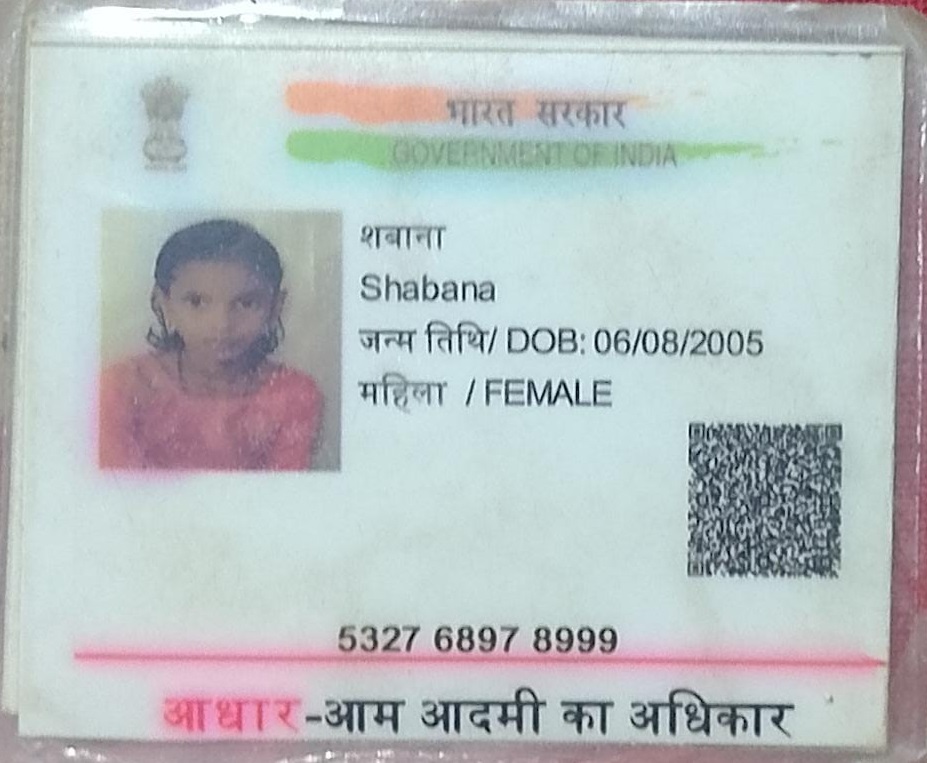 भारत सरकार
GOVERNMENT OF INDIA
शबाना
Shabana
जन्म तिथि/ DOB: 06/08/2005
महिला / FEMALE
5327 6897 8999
आधार-आम आदमी का अधिकार